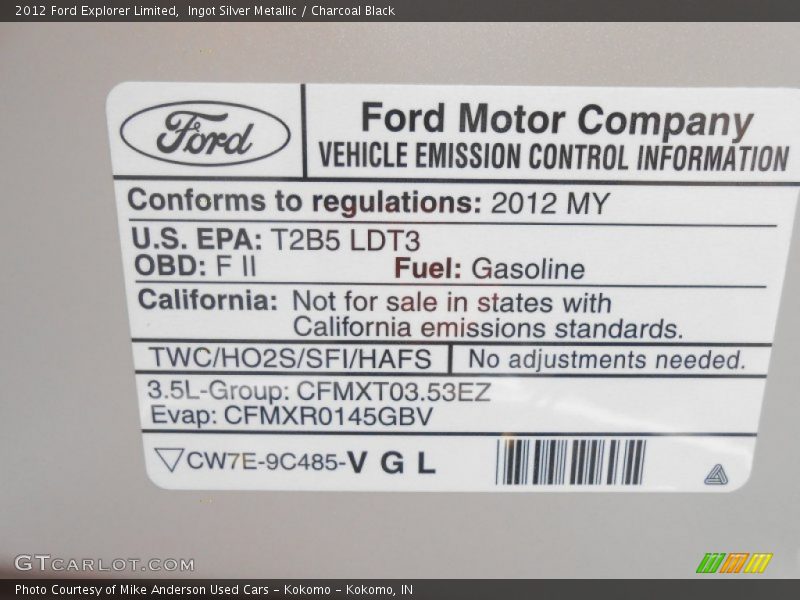 2012 Ford Explorer Limited, Ingot Silver Metallic / Charcoal Black
Ford
Ford Motor Company
VEHICLE EMISSION CONTROL INFORMATION
Conforms to regulations: 2012 MY
U.S. EPA: T2B5 LDT3
OBD: F II Fuel: Gasoline
California: Not for sale in states with
California emissions standards.
TWC/HO2S/SFI/HAFS No adjustments needed.
3.5L-Group: CFMXT03.53EZ
Evap: CFMXR0145GBV
CW7E-9C485-V G L
GTCARLOT.COM
Photo Courtesy of Mike Anderson Used Cars - Kokomo - Kokomo, IN